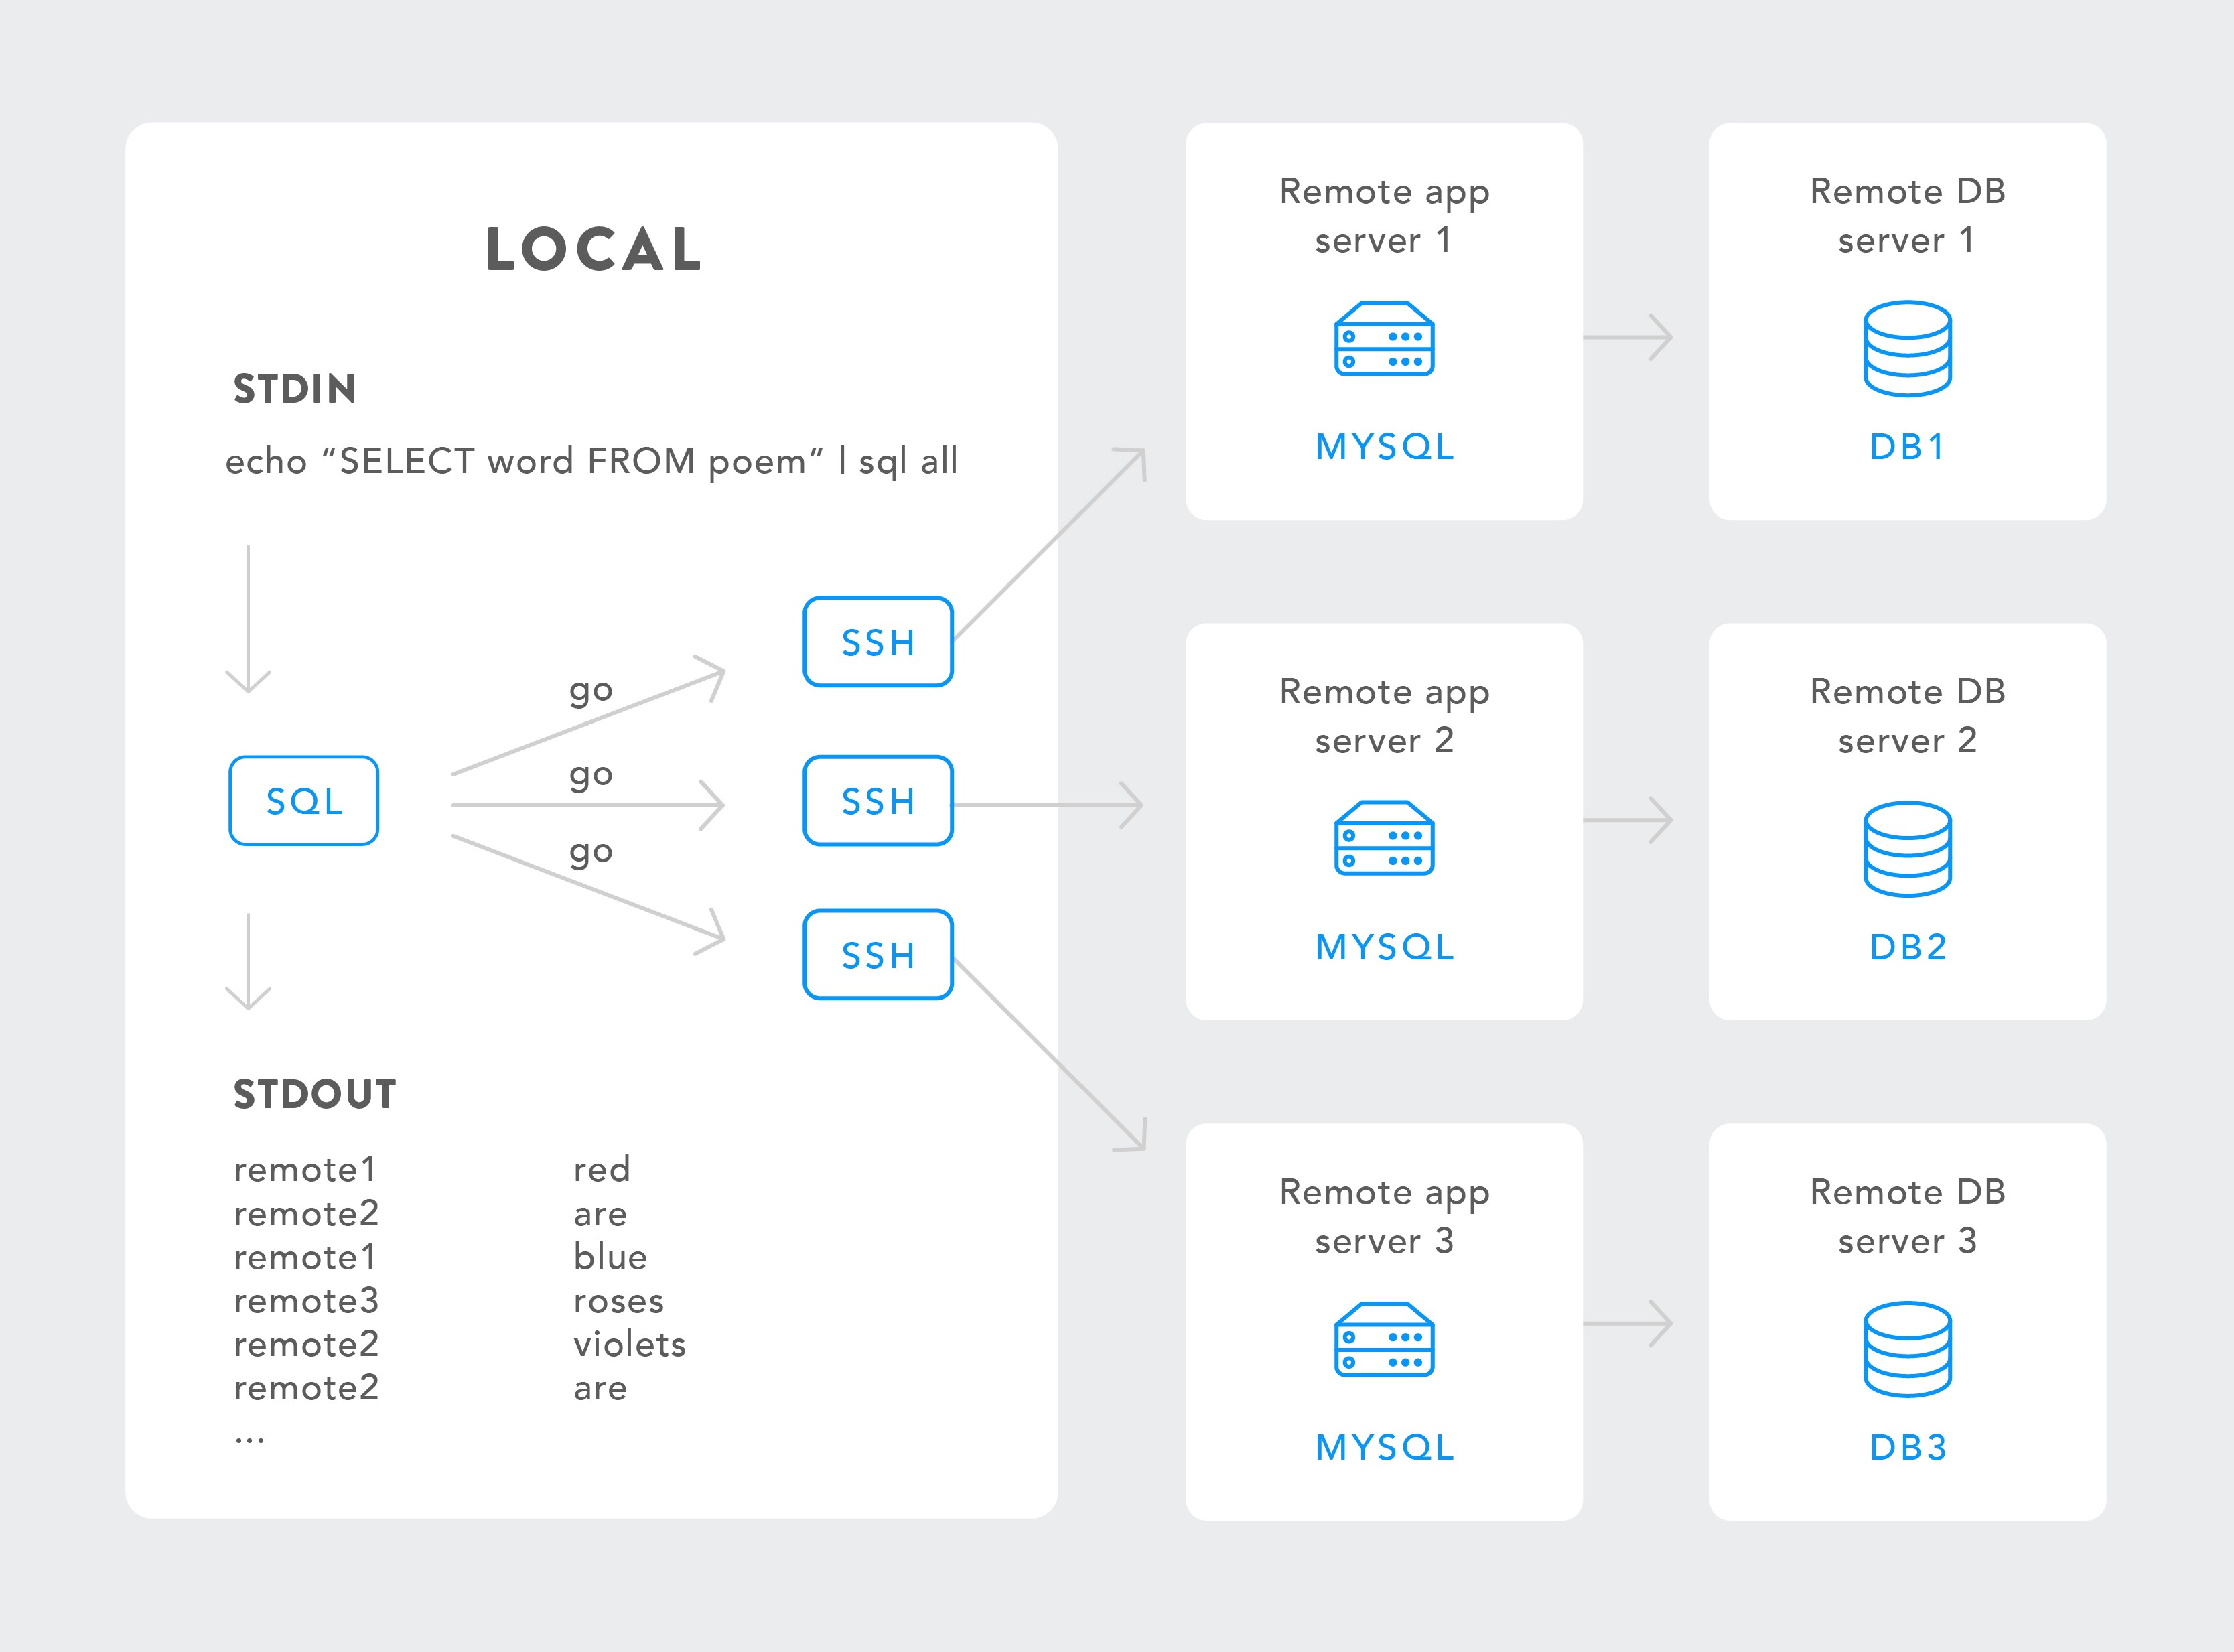 LOCAL
STDIN
echo “SELECT word FROM poem” | sql all
SQL
go
go
go
SSH
SSH
SSH
STDOUT
remote1 red
remote2 are
remote1 blue
remote3 roses
remote2 violets
remote2 are
...
Remote app
server 1
MYSQL
Remote DB
server 1
DB1
Remote app
server 2
MYSQL
Remote DB
server 2
DB2
Remote app
server 3
MYSQL
Remote DB
server 3
DB3